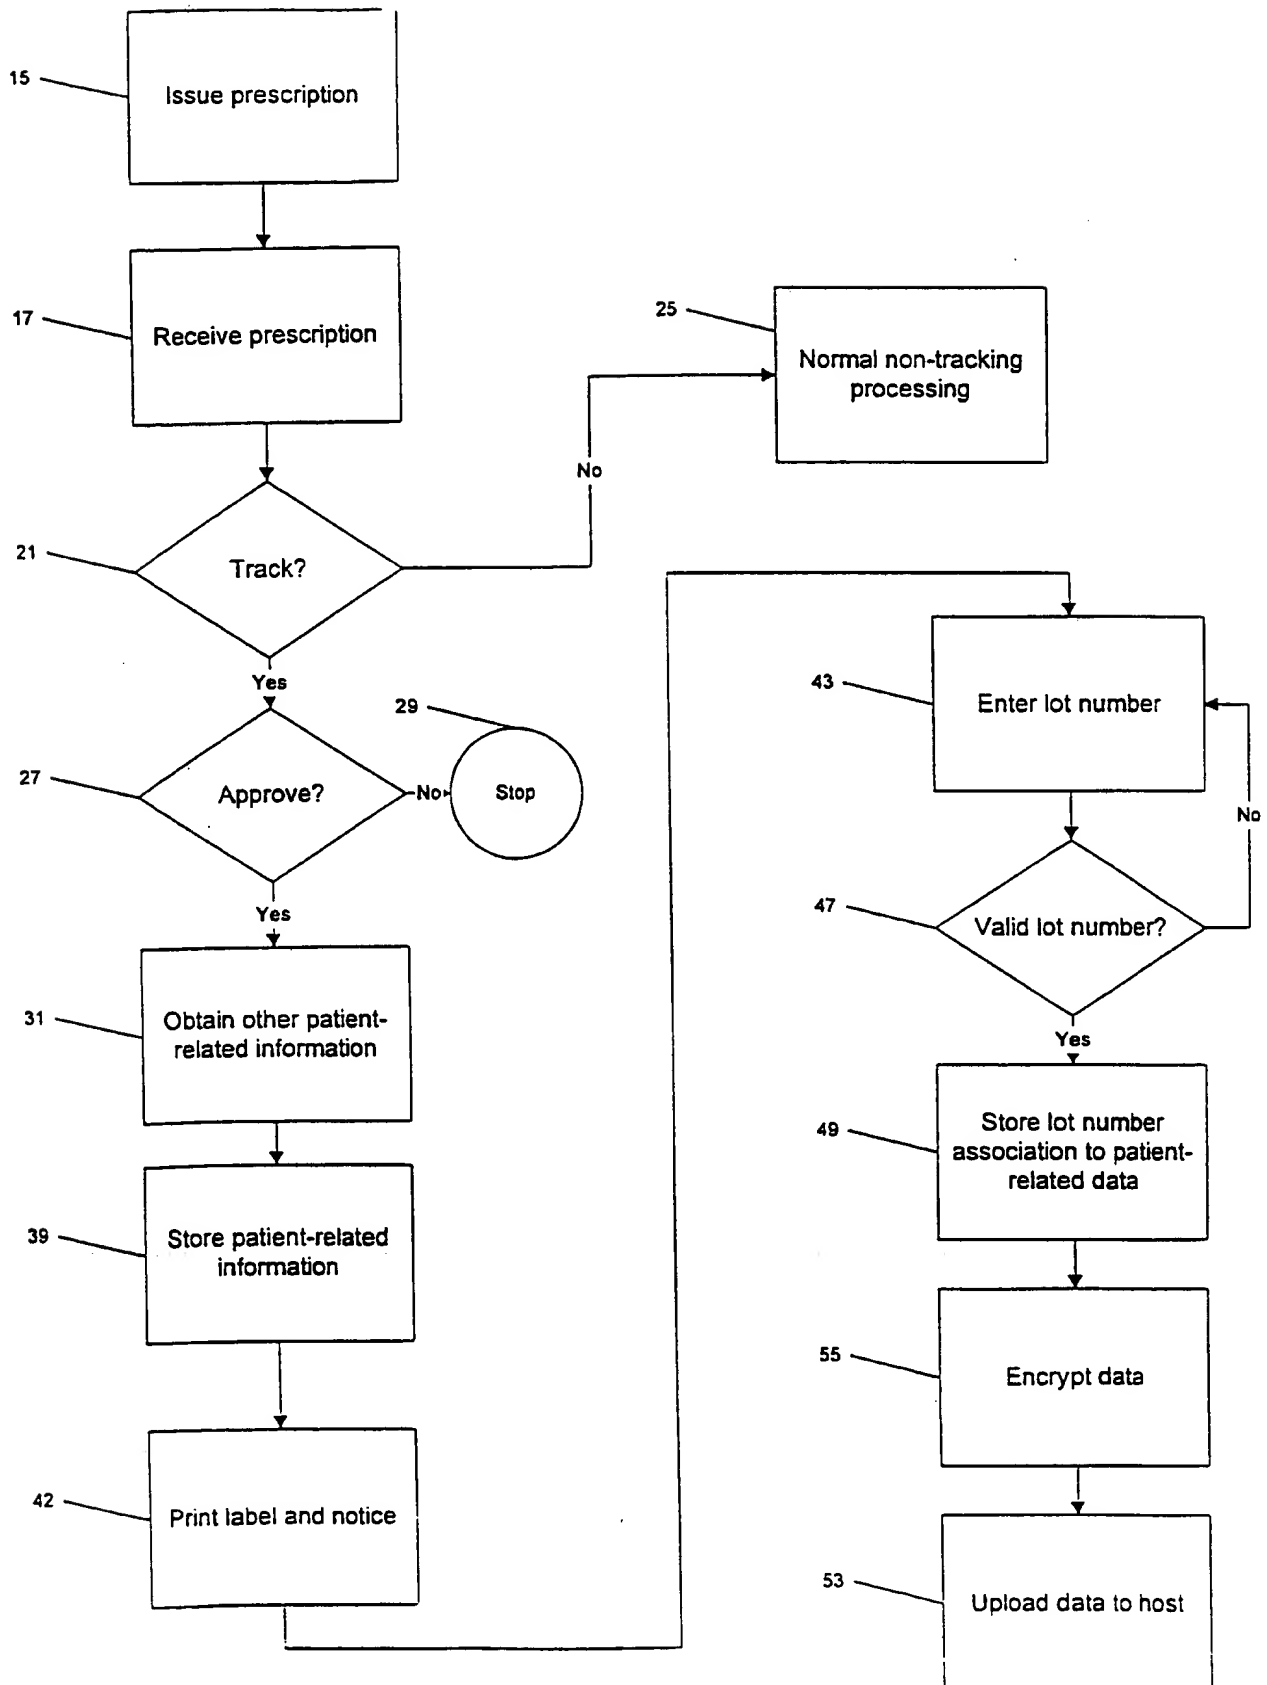 15
Issue prescription
17
Receive prescription
25
Normal non-tracking
processing
No
21
Track?
Yes
29
27
Approve?
No
Stop
Yes
31
Obtain other patient-
related information
39
Store patient-related
information
42
Print label and notice
43
Enter lot number
No
47
Valid lot number?
Yes
49
Store lot number
association to patient-
related data
55
Encrypt data
53
Upload data to host